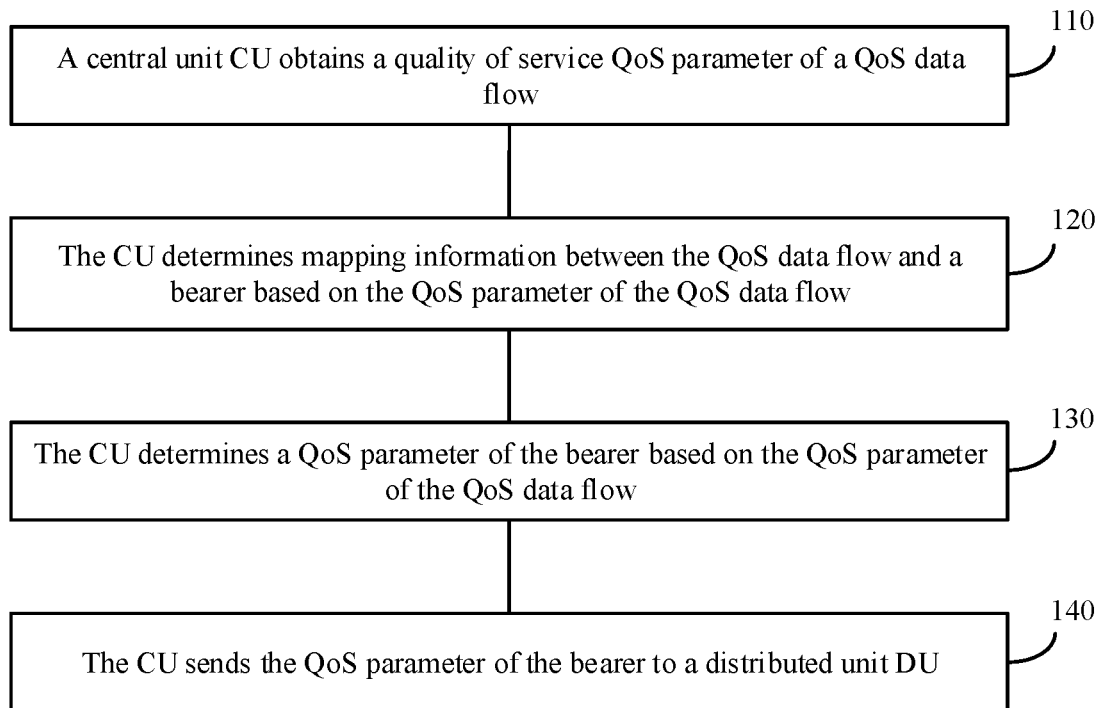 110
A central unit CU obtains a quality of service QoS parameter of a QoS data
flow
120
The CU determines mapping information between the QoS data flow and a
bearer based on the QoS parameter of the QoS data flow
130
The CU determines a QoS parameter of the bearer based on the QoS parameter
of the QoS data flow
140
The CU sends the QoS parameter of the bearer to a distributed unit DU